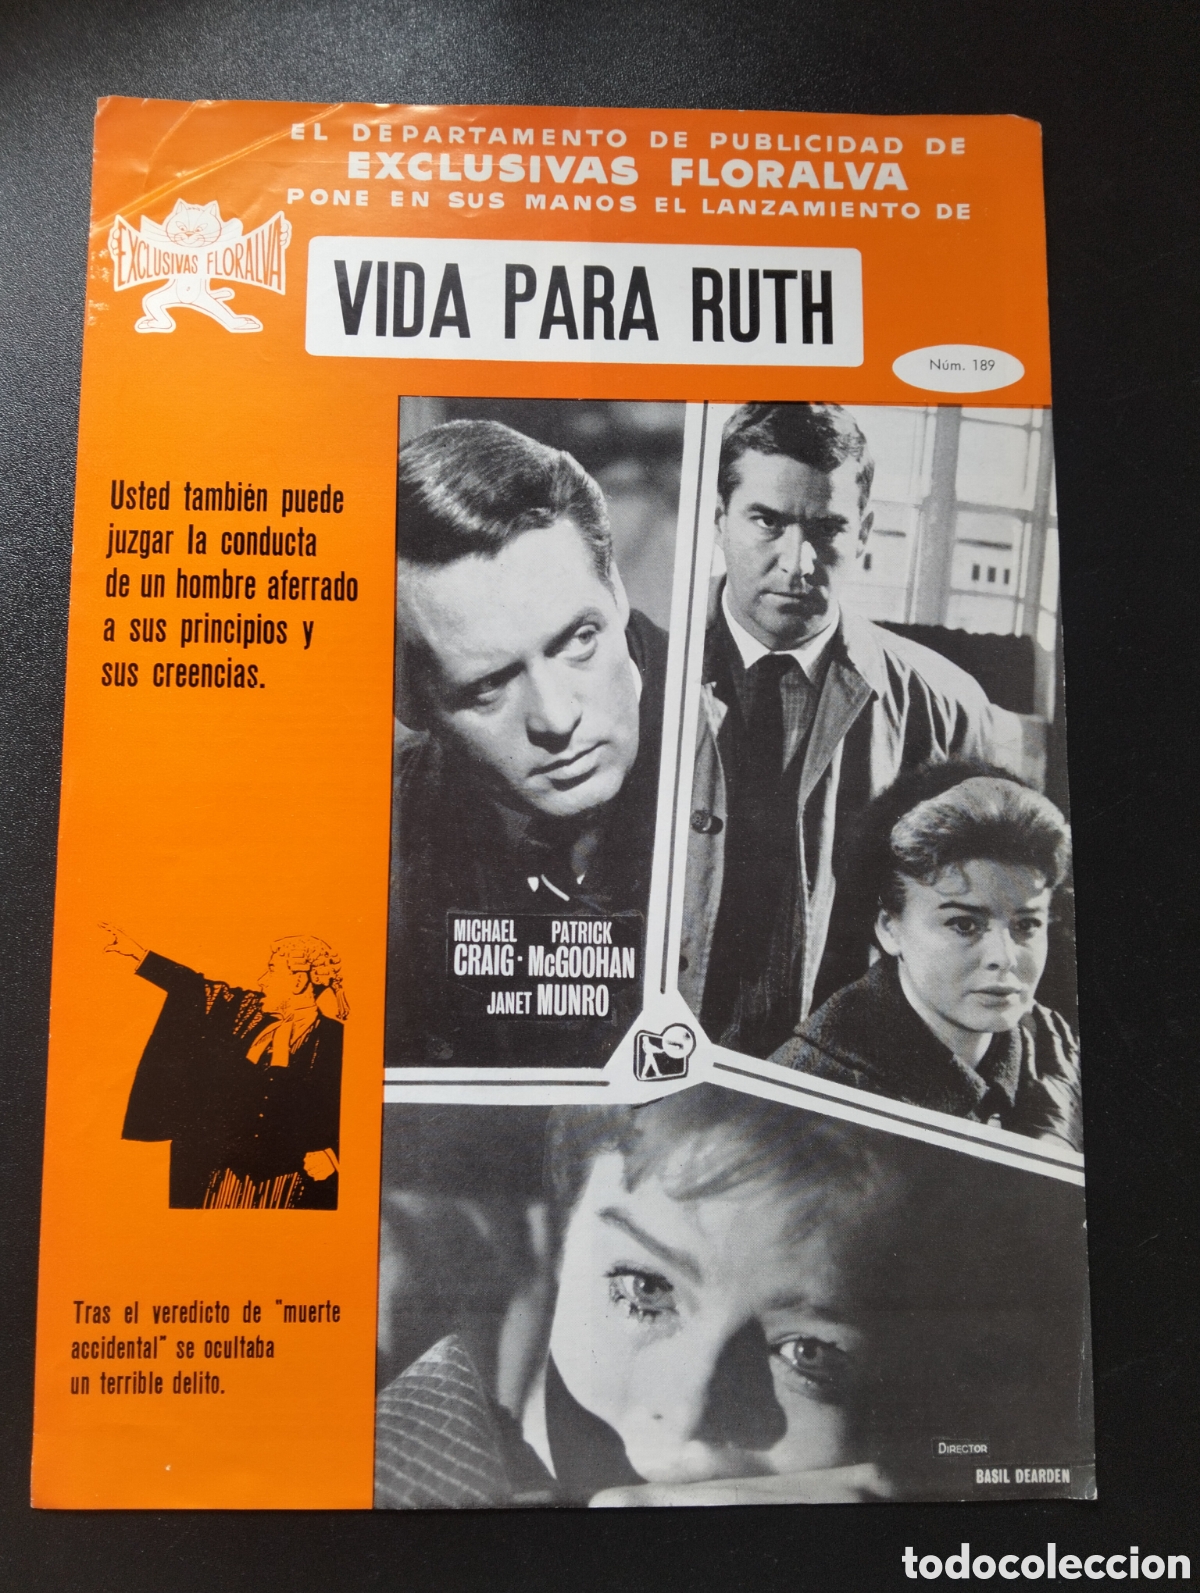 EL DEPARTAMENTO DE PUBLICIDAD DE
EXCLUSIVAS FLORALVA
PONE EN SUS MANOS EL LANZAMIENTO DE
EXCLUSIVAS FLORALVA
VIDA PARA RUTH
Núm. 189
Usted también puede
juzgar la conducta
de un hombre aferrado
a sus principios y
sus creencias.
MICHAEL PATRICK
CRAIG · McGOOHAN
JANET MUNRO
Tras el veredicto de "muerte
accidental" se ocultaba
un terrible delito.
DIRECTOR
BASIL DEARDEN
todocoleccion